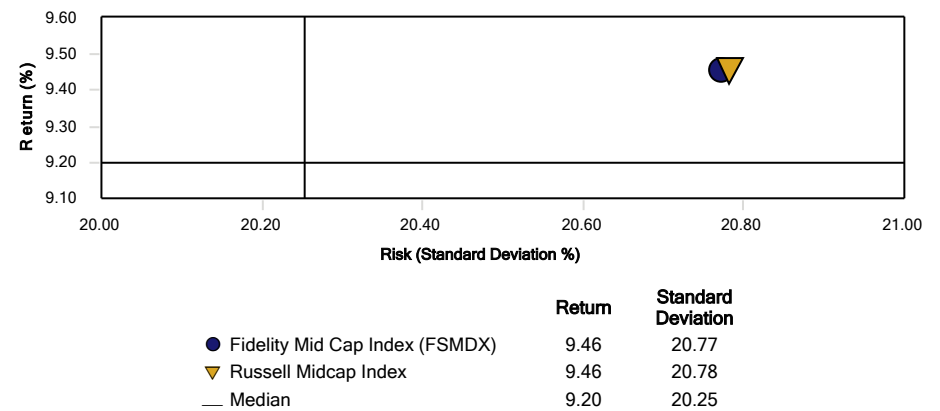 9.60
9.50
9.40
9.30
9.20
9.10
Return (%)
20.00 20.20 20.40 20.60 20.80 21.00
Risk (Standard Deviation %)
Return Standard Deviation
Fidelity Mid Cap Index (FSMDX) 9.46 20.77
Russell Midcap Index 9.46 20.78
Median 9.20 20.25